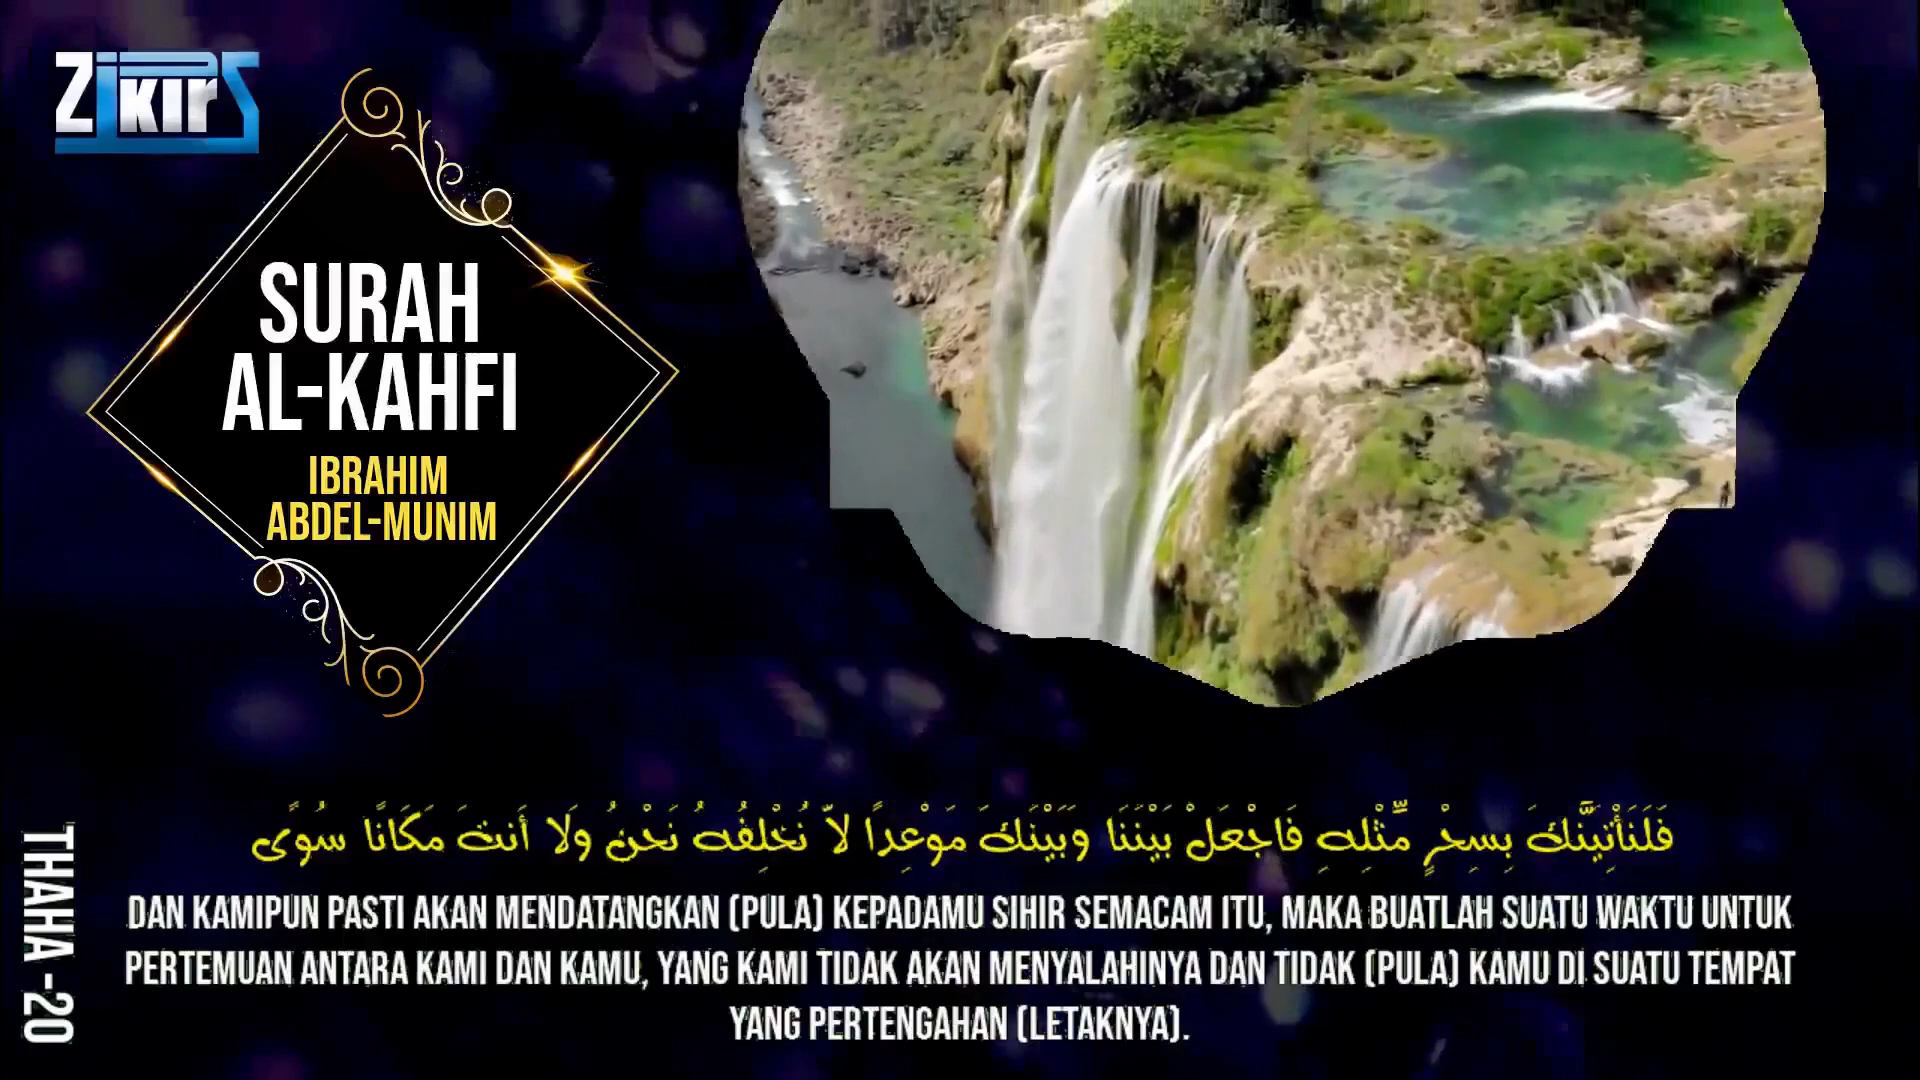 ZikirS
SURAH
AL-KAHFI
IBRAHIM
ABDEL-MUNIM
فَلَنَأْتِيَنَّكَ بِسِحْرٍ مِّثْلِهِ فَاجْعَلْ بَيْنَنَا وَبَيْنَكَ مَوْعِدًا لَّا نُخْلِفُهُ نَحْنُ وَلَا أَنتَ مَكَانًا سُوًى
DAN KAMIPUN PASTI AKAN MENDATANGKAN (PULA) KEPADAMU SIHIR SEMACAM ITU, MAKA BUATLAH SUATU WAKTU UNTUK
PERTEMUAN ANTARA KAMI DAN KAMU, YANG KAMI TIDAK AKAN MENYALAHINYA DAN TIDAK (PULA) KAMU DI SUATU TEMPAT
YANG PERTENGAHAN (LETAKNYA).
THAHA -20